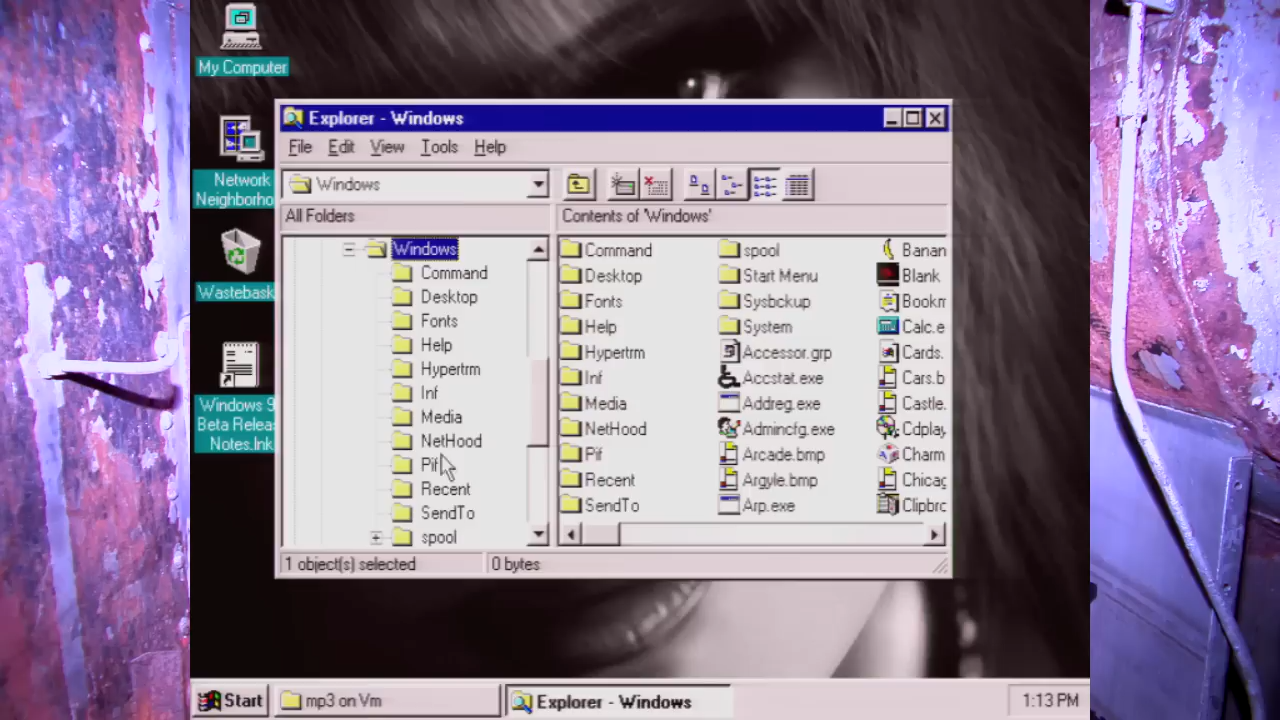 My Computer
Network
Neighborho
Wastebask
Windows 9
Beta Relea
Notes.lnk
Explorer - Windows
File Edit View Tools Help
Windows
All Folders
Contents of 'Windows'
Windows
Command
Desktop
Fonts
Help
Hypertrm
Inf
Media
NetHood
Pif
Recent
SendTo
spool
Command
Desktop
Fonts
Help
Hypertrm
Inf
Media
NetHood
Pif
Recent
SendTo
spool
Start Menu
Sysbckup
System
Accessor.grp
Accstat.exe
Addreg.exe
Admincfg.exe
Arcade.bmp
Argyle.bmp
Arp.exe
Banan
Blank
Bookm
Calc.e
Cards.
Cars.b
Castle.
Cdplay
Charm
Chicag
Clipbro
1 object(s) selected
0 bytes
Start
mp3 on Vm
Explorer - Windows
1:13 PM